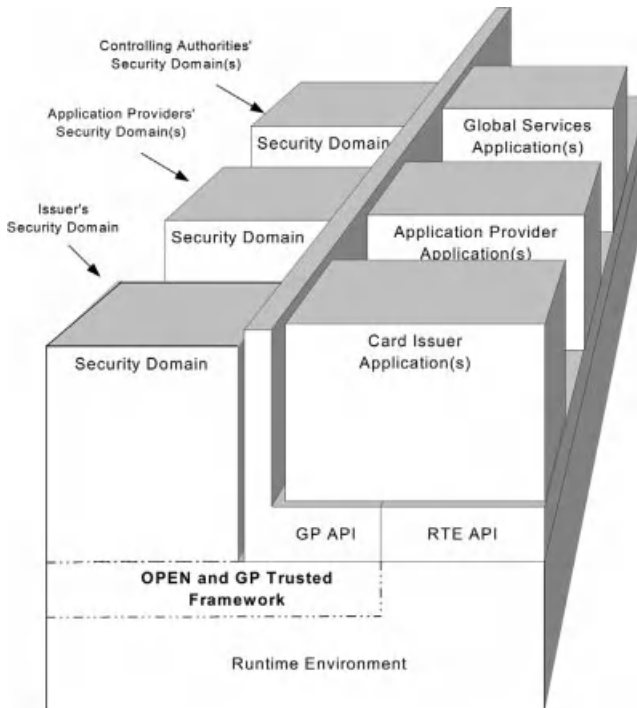 Controlling Authorities'
Security Domain(s)
Application Providers'
Security Domain(s)
Issuer's
Security Domain
Security Domain
Security Domain
Security Domain
Global Services
Application(s)
Application Provider
Application(s)
Card Issuer
Application(s)
GP API
RTE API
OPEN and GP Trusted
Framework
Runtime Environment